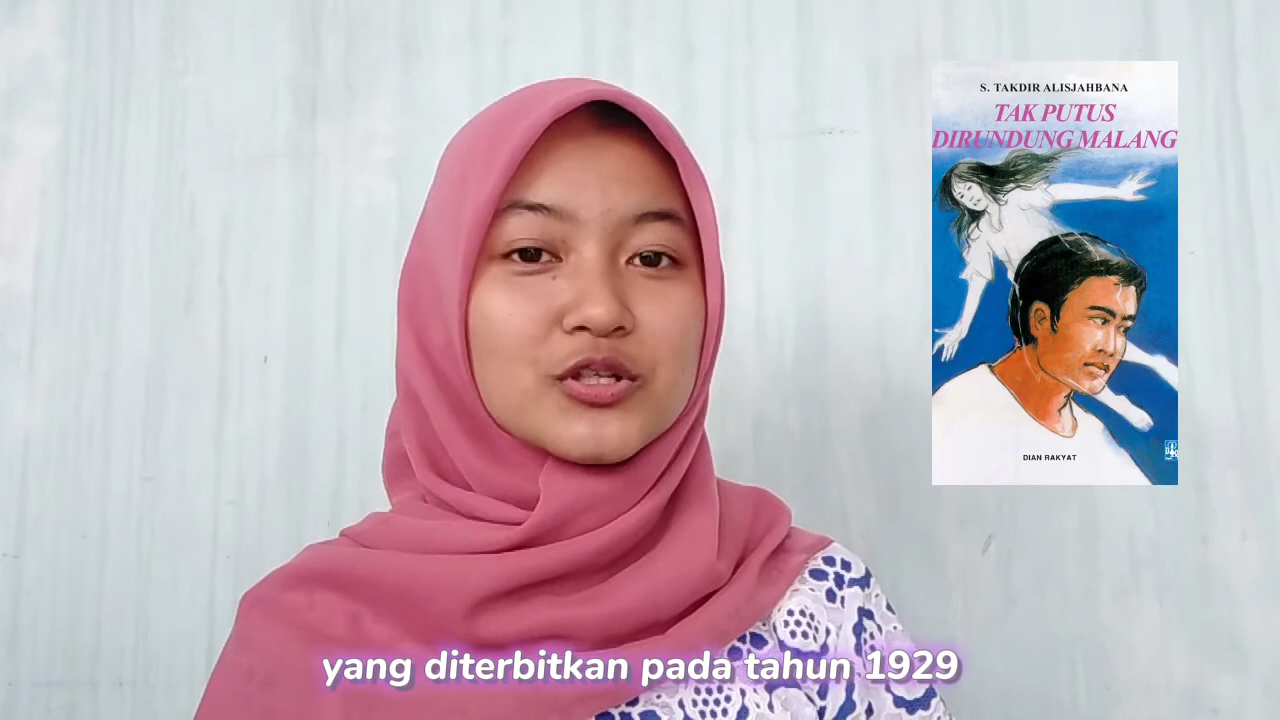 S. TAKDIR ALISJAHBANA
TAK PUTUS
DIRUNDUNG MALANG
DIAN RAKYAT
yang diterbitkan pada tahun 1929